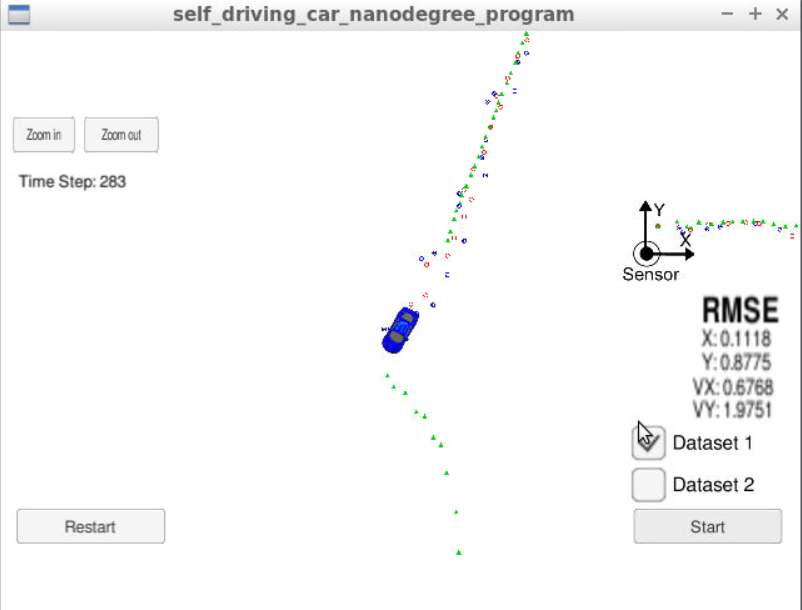 self_driving_car_nanodegree_program
Zoom in
Zoom out
Time Step: 283
Y
X
Sensor
RMSE
X: 0.1118
Y: 0.8775
VX: 0.6768
VY: 1.9751
Dataset 1
Dataset 2
Restart
Start